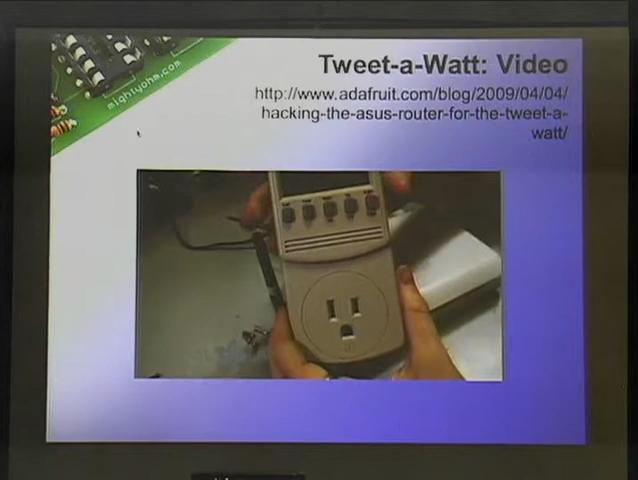 mightyohm.com
Tweet-a-Watt: Video
http://www.adafruit.com/blog/2009/04/04/
hacking-the-asus-router-for-the-tweet-a-
watt/